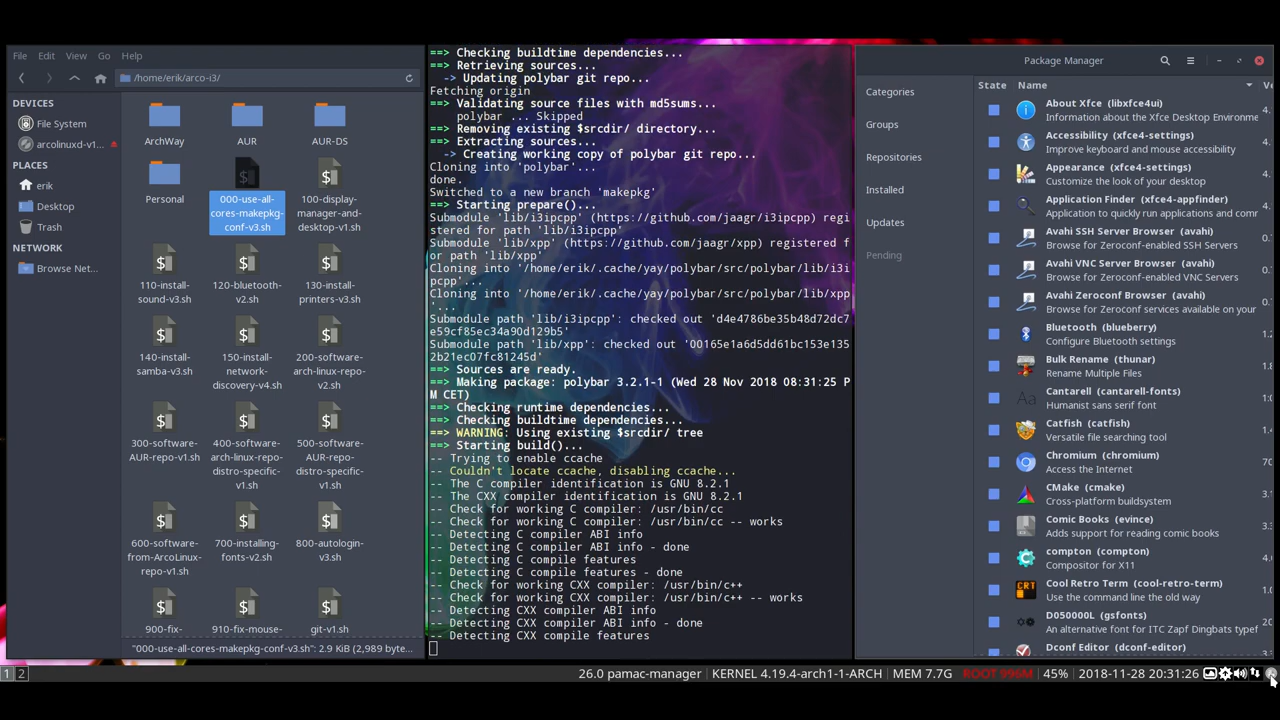 File Edit View Go Help
/home/erik/arco-i3/
DEVICES
File System
arcolinuxd-v1...
PLACES
erik
Desktop
Trash
NETWORK
Browse Net...
ArchWay
AUR
AUR-DS
Personal
000-use-all-
cores-makepkg-
conf-v3.sh
100-display-
manager-and-
desktop-v1.sh
110-install-
sound-v3.sh
120-bluetooth-
v2.sh
130-install-
printers-v3.sh
140-install-
samba-v3.sh
150-install-
network-
discovery-v4.sh
200-software-
arch-linux-repo-
v2.sh
300-software-
AUR-repo-v1.sh
400-software-
arch-linux-repo-
distro-specific-
v1.sh
500-software-
AUR-repo-
distro-specific-
v1.sh
600-software-
from-ArcoLinux-
repo-v1.sh
700-installing-
fonts-v2.sh
800-autologin-
v3.sh
900-fix-
910-fix-mouse-
git-v1.sh
"000-use-all-cores-makepkg-conf-v3.sh": 2.9 KiB (2,989 byte...
==> Checking buildtime dependencies...
==> Retrieving sources...
-> Updating polybar git repo...
Fetching origin
==> Validating source files with md5sums...
polybar ... Skipped
==> Removing existing $srcdir/ directory...
==> Extracting sources...
-> Creating working copy of polybar git repo...
Cloning into 'polybar'...
done.
Switched to a new branch 'makepkg'
==> Starting prepare()...
Submodule 'lib/i3ipcpp' (https://github.com/jaagr/i3ipcpp) regi
stered for path 'lib/i3ipcpp'
Submodule 'lib/xpp' (https://github.com/jaagr/xpp) registered f
or path 'lib/xpp'
Cloning into '/home/erik/.cache/yay/polybar/src/polybar/lib/i3i
pcpp'...
Cloning into '/home/erik/.cache/yay/polybar/src/polybar/lib/xpp
'...
Submodule path 'lib/i3ipcpp': checked out 'd4e4786be35b48d72dc7
e59cf85ec34a90d129b5'
Submodule path 'lib/xpp': checked out '00165e1a6d5dd61bc153e135
2b21ec07fc81245d'
==> Sources are ready.
==> Making package: polybar 3.2.1-1 (Wed 28 Nov 2018 08:31:25 P
M CET)
==> Checking runtime dependencies...
==> Checking buildtime dependencies...
==> WARNING: Using existing $srcdir/ tree
==> Starting build()...
-- Trying to enable ccache
-- Couldn't locate ccache, disabling ccache...
-- The C compiler identification is GNU 8.2.1
-- The CXX compiler identification is GNU 8.2.1
-- Check for working C compiler: /usr/bin/cc
-- Check for working C compiler: /usr/bin/cc -- works
-- Detecting C compiler ABI info
-- Detecting C compiler ABI info - done
-- Detecting C compile features
-- Detecting C compile features - done
-- Check for working CXX compiler: /usr/bin/c++
-- Check for working CXX compiler: /usr/bin/c++ -- works
-- Detecting CXX compiler ABI info
-- Detecting CXX compiler ABI info - done
-- Detecting CXX compile features
Package Manager
Categories
Groups
Repositories
Installed
Updates
Pending
State Name Ve
About Xfce (libxfce4ui)
Information about the Xfce Desktop Environme 4.
Accessibility (xfce4-settings)
Improve keyboard and mouse accessibility 4.
Appearance (xfce4-settings)
Customize the look of your desktop 4.
Application Finder (xfce4-appfinder)
Application to quickly run applications and comr 4.
Avahi SSH Server Browser (avahi)
Browse for Zeroconf-enabled SSH Servers 0.
Avahi VNC Server Browser (avahi)
Browse for Zeroconf-enabled VNC Servers 0.
Avahi Zeroconf Browser (avahi)
Browse for Zeroconf services available on your 0.
Bluetooth (blueberry)
Configure Bluetooth settings 1.
Bulk Rename (thunar)
Rename Multiple Files 1.8
Cantarell (cantarell-fonts)
Humanist sans serif font 1:
Catfish (catfish)
Versatile file searching tool 1.
Chromium (chromium)
Access the Internet 70
CMake (cmake)
Cross-platform buildsystem 3.
Comic Books (evince)
Adds support for reading comic books 3.
compton (compton)
Compositor for X11 6.
Cool Retro Term (cool-retro-term)
Use the command line the old way 1.0
D050000L (gsfonts)
An alternative font for ITC Zapf Dingbats typef 20
Dconf Editor (dconf-editor)
1 2
26.0 pamac-manager | KERNEL 4.19.4-arch1-1-ARCH | MEM 7.7G | ROOT 996M | 45% | 2018-11-28 20:31:26